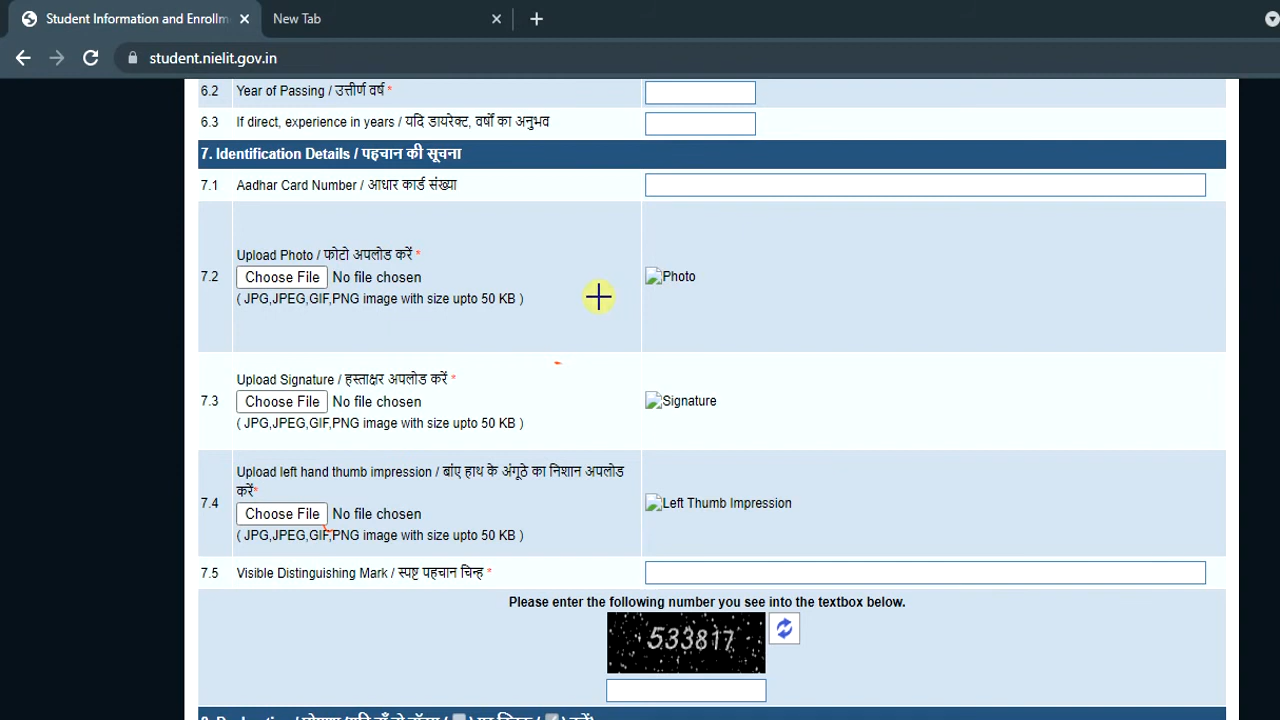 Student Information and Enrollm
New Tab
student.nielit.gov.in
6.2 Year of Passing / उत्तीर्ण वर्ष *
6.3 If direct, experience in years / यदि डायरेक्ट, वर्षों का अनुभव
7. Identification Details / पहचान की सूचना
7.1 Aadhar Card Number / आधार कार्ड संख्या
Upload Photo / फोटो अपलोड करें *
7.2 Choose File No file chosen Photo
( JPG,JPEG,GIF,PNG image with size upto 50 KB )
Upload Signature / हस्ताक्षर अपलोड करें *
7.3 Choose File No file chosen Signature
( JPG,JPEG,GIF,PNG image with size upto 50 KB )
Upload left hand thumb impression / बांए हाथ के अंगूठे का निशान अपलोड
करें*
7.4 Choose File No file chosen Left Thumb Impression
( JPG,JPEG,GIF,PNG image with size upto 50 KB )
7.5 Visible Distinguishing Mark / स्पष्ट पहचान चिन्ह *
Please enter the following number you see into the textbox below.
533817